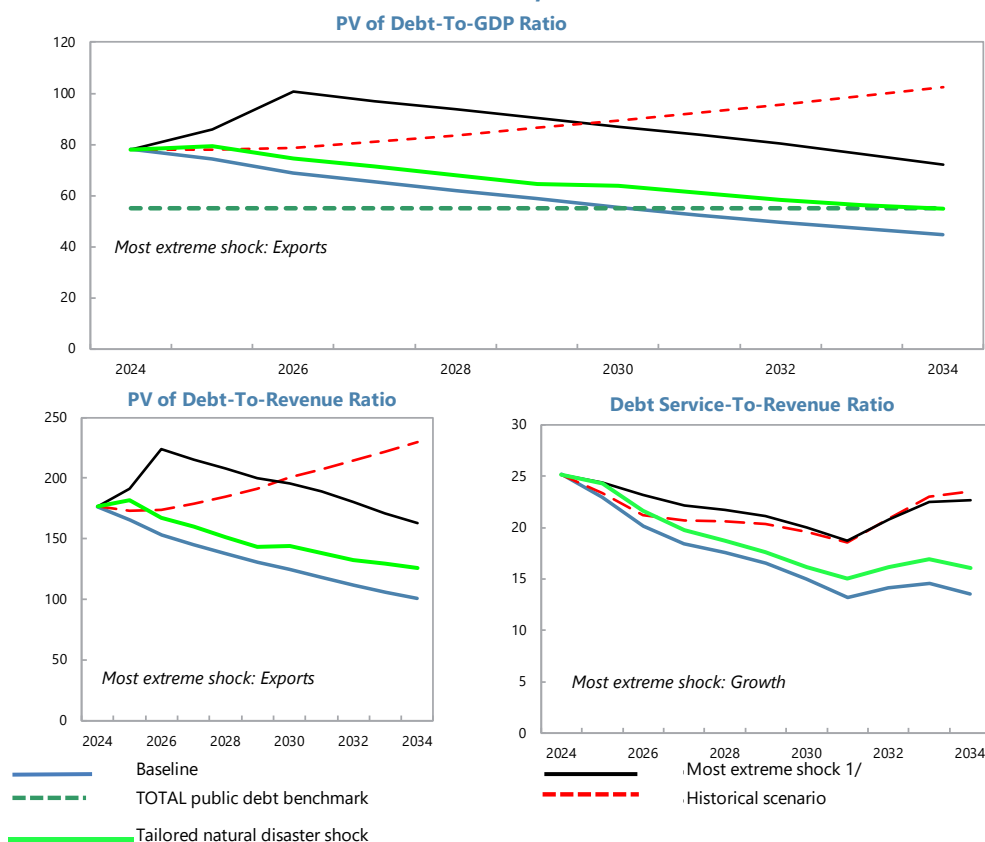 PV of Debt-To-GDP Ratio
120
100
80
60
40
20
0
Most extreme shock: Exports
2024 2026 2028 2030 2032 2034
PV of Debt-To-Revenue Ratio
250
200
150
100
50
0
Most extreme shock: Exports
2024 2026 2028 2030 2032 2034
Debt Service-To-Revenue Ratio
30
25
20
15
10
5
0
Most extreme shock: Growth
2024 2026 2028 2030 2032 2034
Baseline
TOTAL public debt benchmark
Tailored natural disaster shock
Most extreme shock 1/
Historical scenario